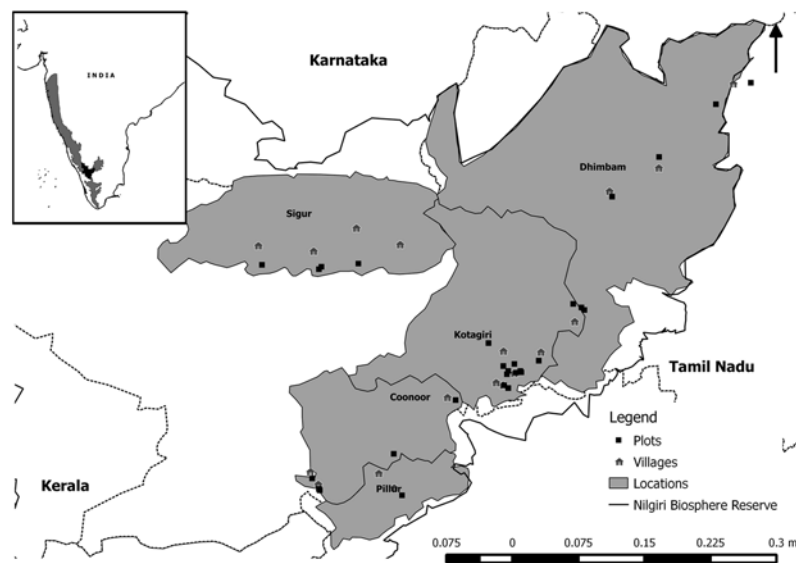 INDIA
Karnataka
Dhimbam
Sigur
Kotagiri
Tamil Nadu
Coonoor
Legend
Plots
Villages
Kerala
Pillur
Locations
Nilgiri Biosphere Reserve
0.075 0 0.075 0.15 0.225 0.3 m